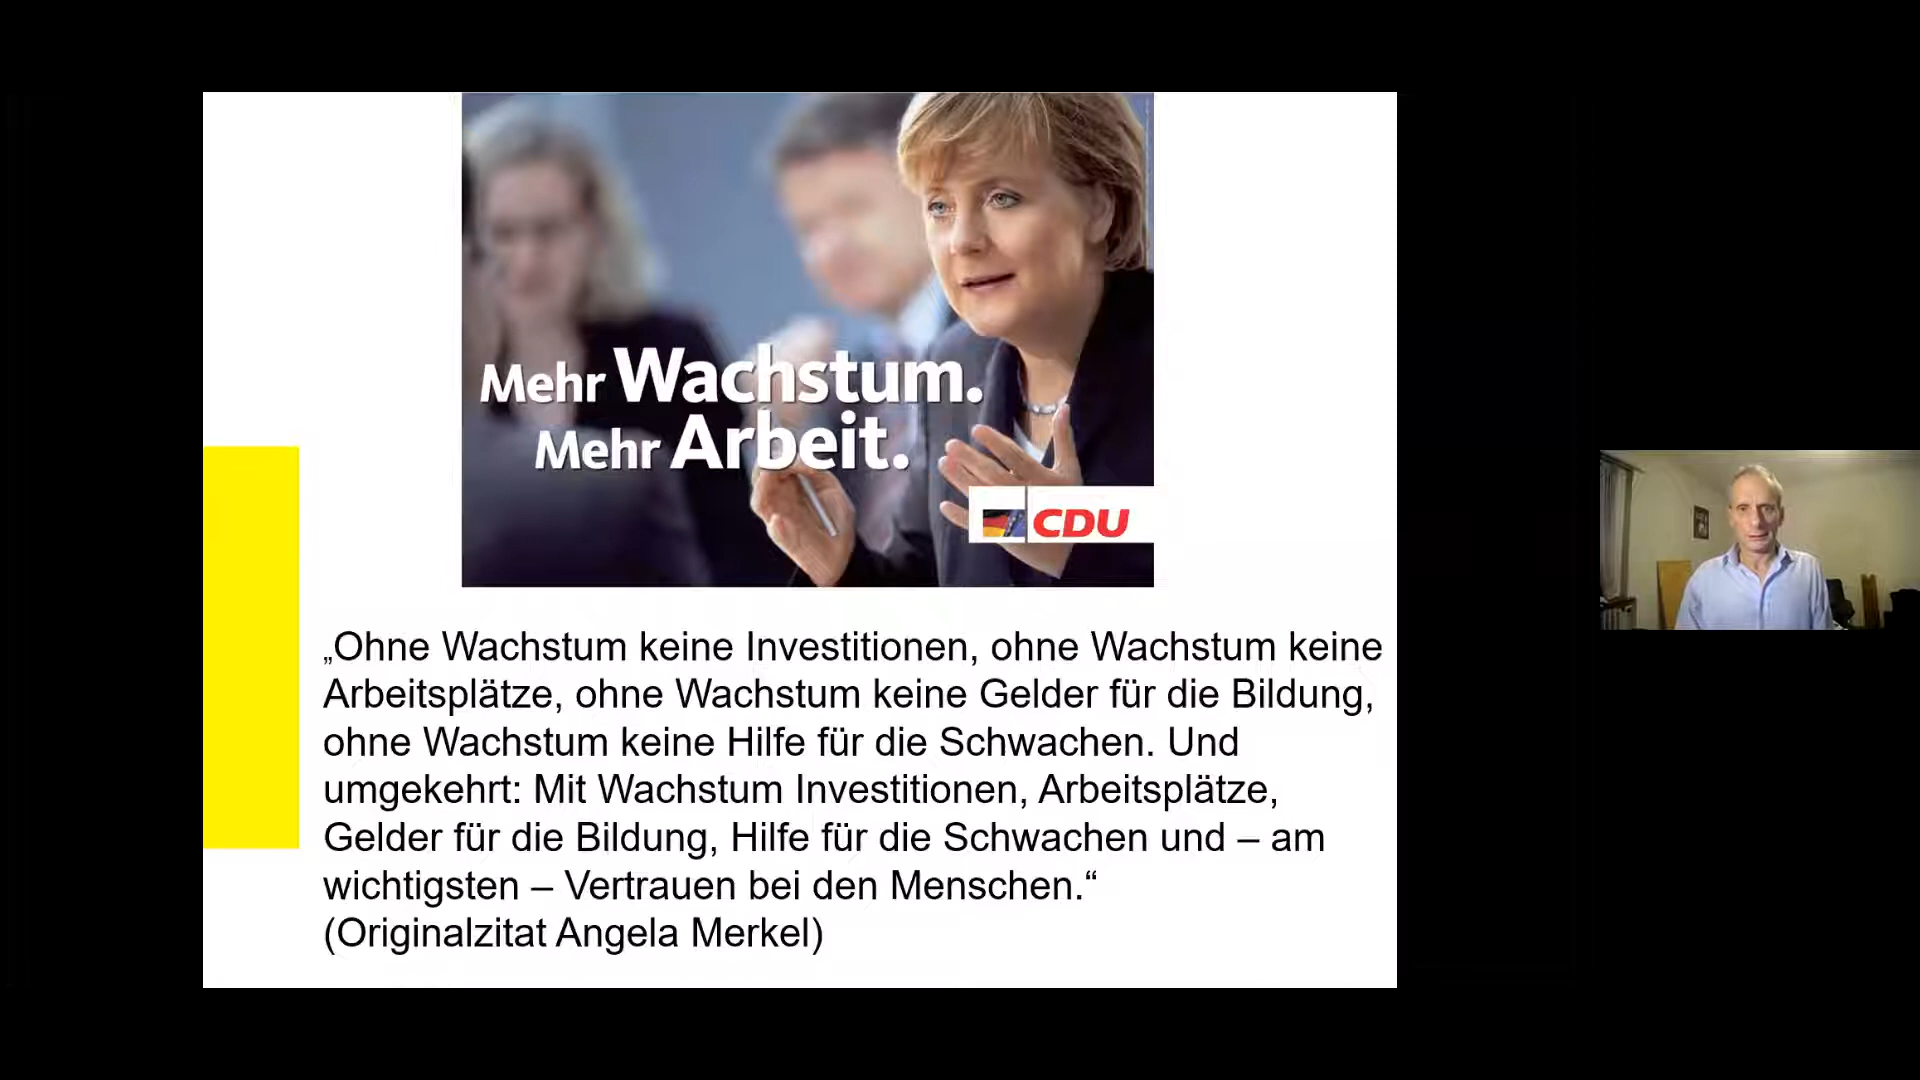 Mehr Wachstum.
Mehr Arbeit.
CDU
„Ohne Wachstum keine Investitionen, ohne Wachstum keine
Arbeitsplätze, ohne Wachstum keine Gelder für die Bildung,
ohne Wachstum keine Hilfe für die Schwachen. Und
umgekehrt: Mit Wachstum Investitionen, Arbeitsplätze,
Gelder für die Bildung, Hilfe für die Schwachen und – am
wichtigsten – Vertrauen bei den Menschen.“
(Originalzitat Angela Merkel)